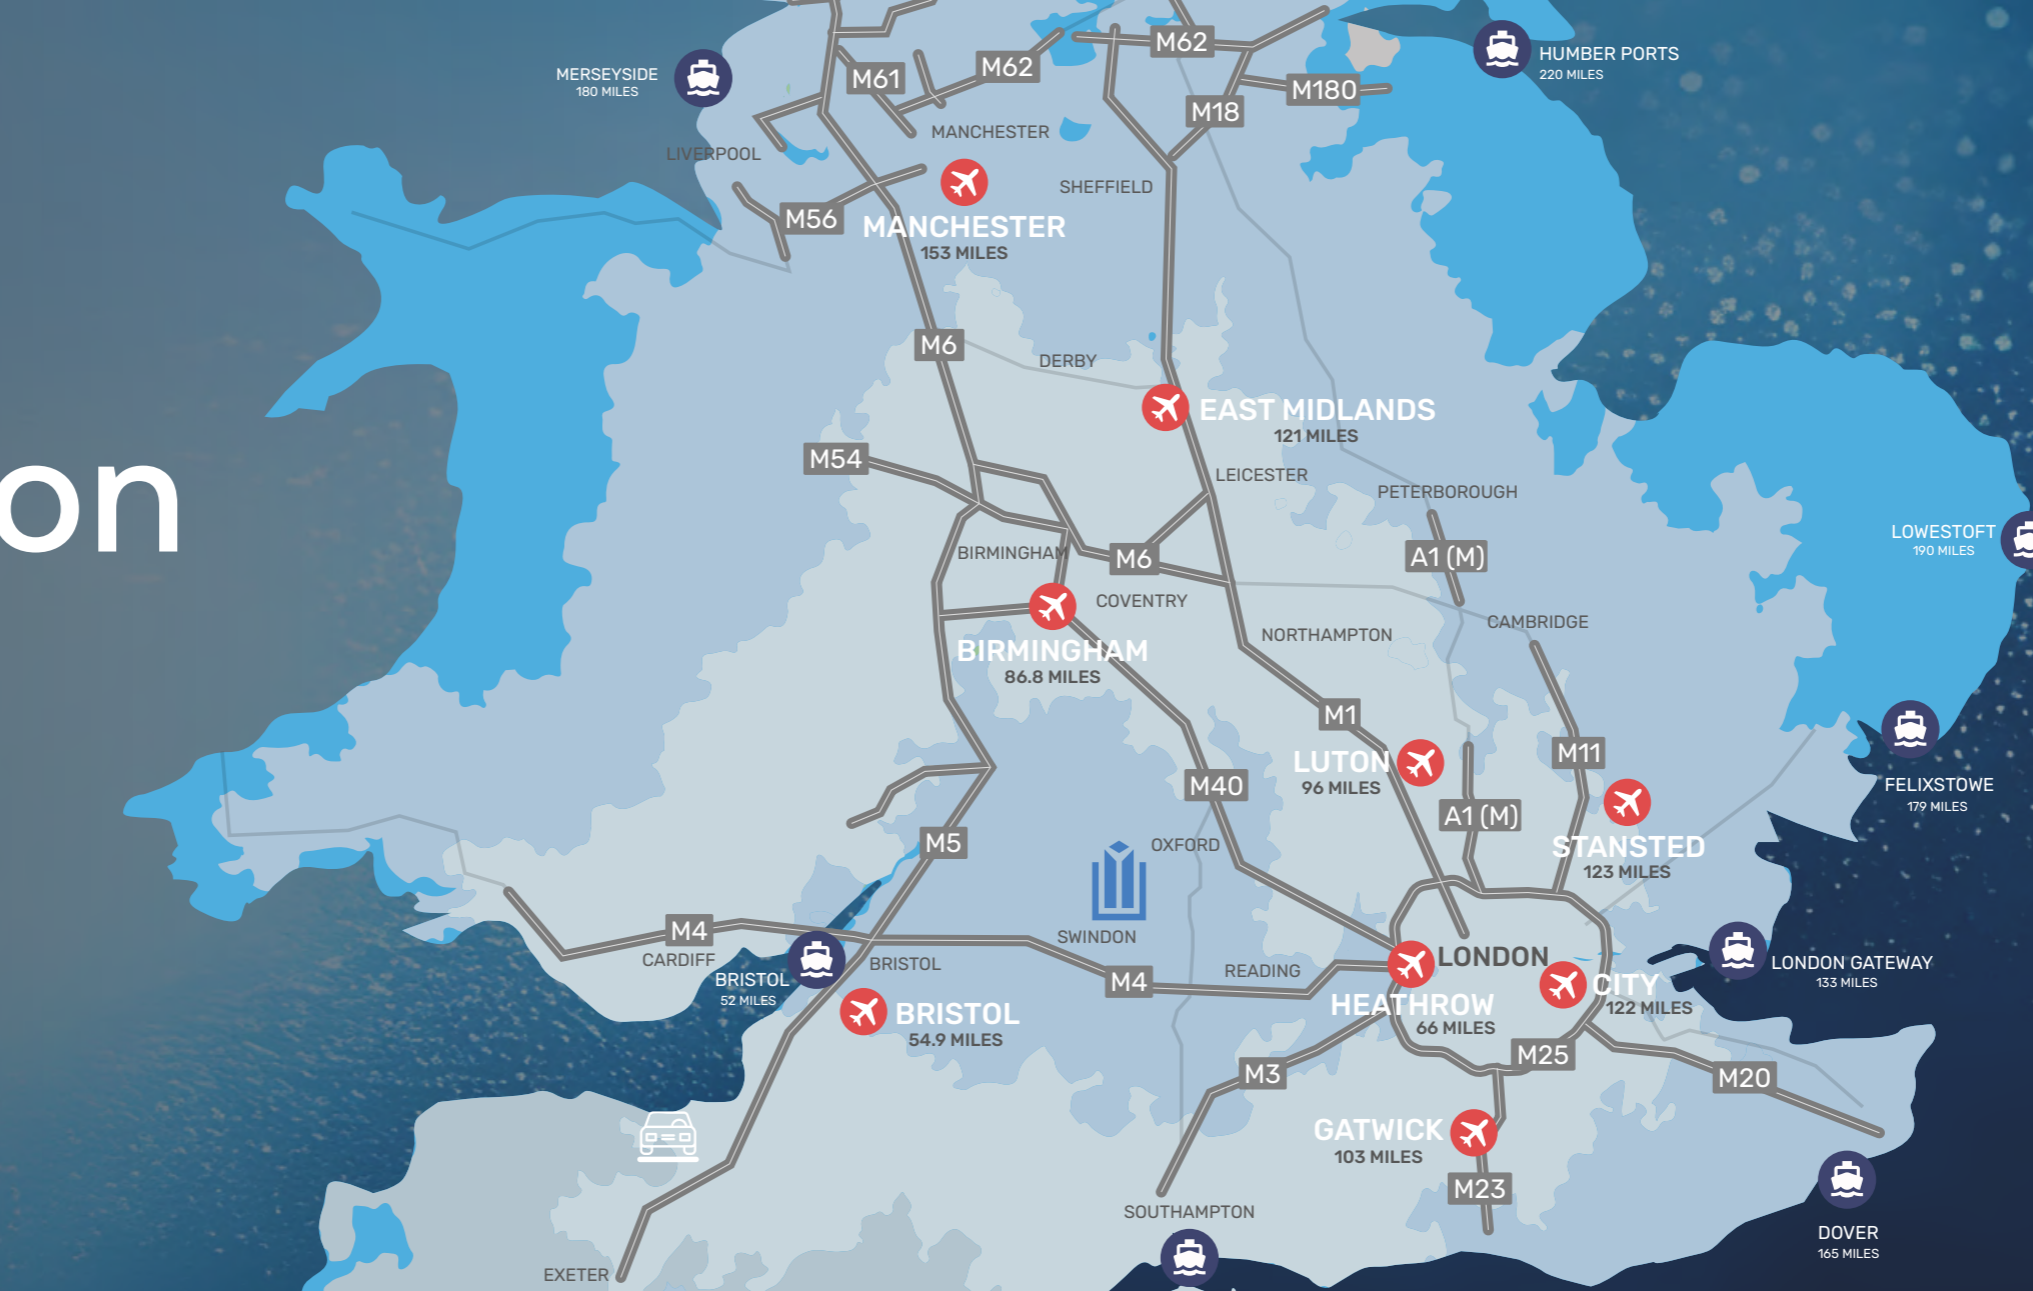 M62
HUMBER PORTS
220 MILES
MERSEYSIDE
180 MILES
M61
M62
M180
M18
MANCHESTER
LIVERPOOL
SHEFFIELD
M56
MANCHESTER
153 MILES
M6
DERBY
EAST MIDLANDS
121 MILES
M54
LEICESTER
PETERBOROUGH
on
LOWESTOFT
190 MILES
BIRMINGHAM
M6
A1 (M)
COVENTRY
CAMBRIDGE
NORTHAMPTON
BIRMINGHAM
86.8 MILES
M1
M11
LUTON
96 MILES
M40
FELIXSTOWE
179 MILES
A1 (M)
M5
OXFORD
STANSTED
123 MILES
M4
SWINDON
CARDIFF
BRISTOL
52 MILES
BRISTOL
READING
LONDON
LONDON GATEWAY
133 MILES
M4
CITY
122 MILES
HEATHROW
66 MILES
BRISTOL
54.9 MILES
M25
M3
M20
GATWICK
103 MILES
M23
SOUTHAMPTON
DOVER
165 MILES
EXETER